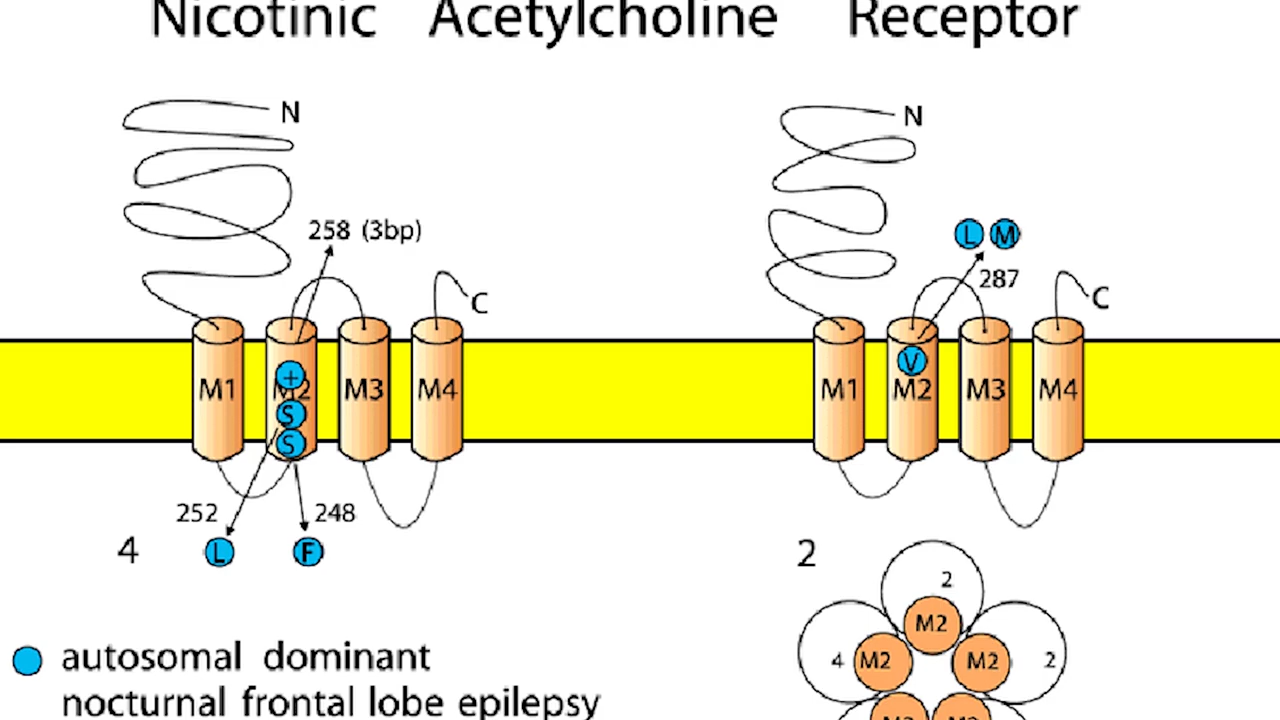 Nicotinic Acetylcholine Receptor
N
N
258 (3bp)
L M
287
C
C
+
V
M1 M2 M3 M4
M1 M2 M3 M4
S
S
252
248
L
F
4
2
2
M2
4 M2
M2 2
autosomal dominant
nocturnal frontal lobe epilepsy